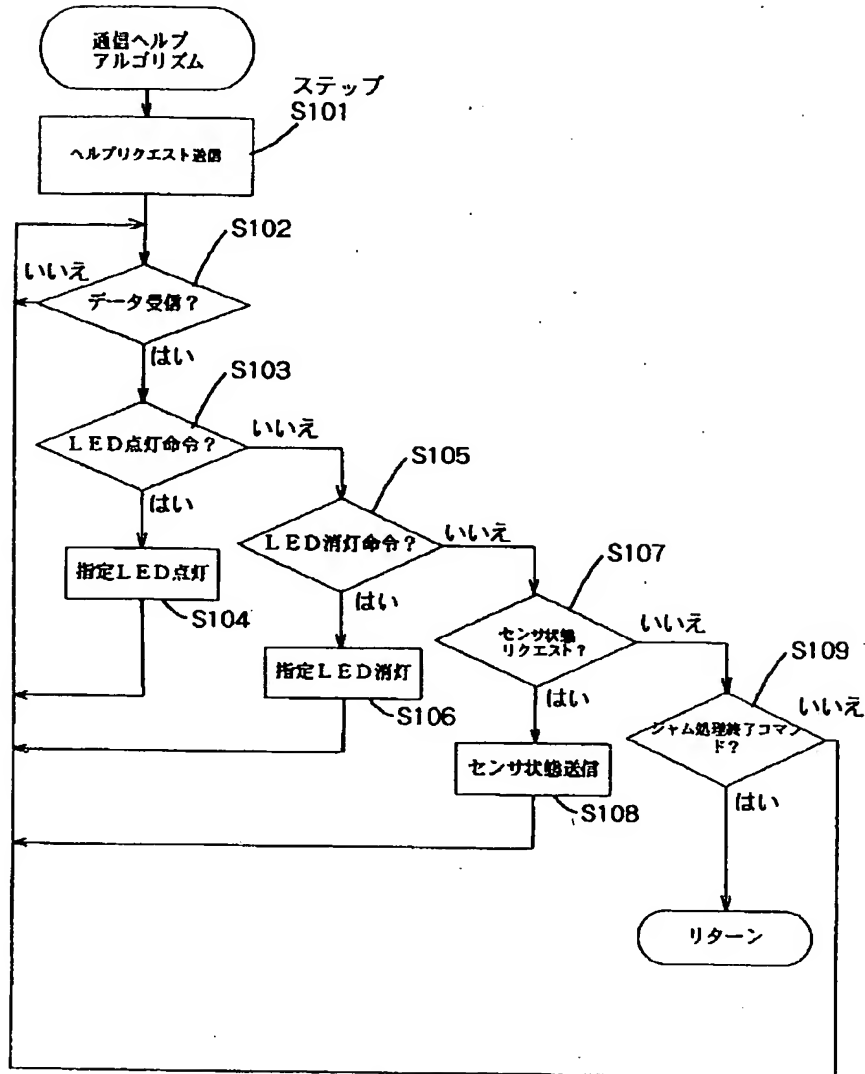 通信ヘルプ
アルゴリズム
ステップ
S101
ヘルプリクエスト送信
S102
いいえ
データ受信？
はい
S103
ＬＥＤ点灯命令？
いいえ
はい
S105
ＬＥＤ消灯命令？
いいえ
指定ＬＥＤ点灯
S104
はい
S107
センサ状態
リクエスト？
いいえ
指定ＬＥＤ消灯
S106
はい
S109
ジャム処理終了コマン
ド？
いいえ
センサ状態送信
S108
はい
リターン